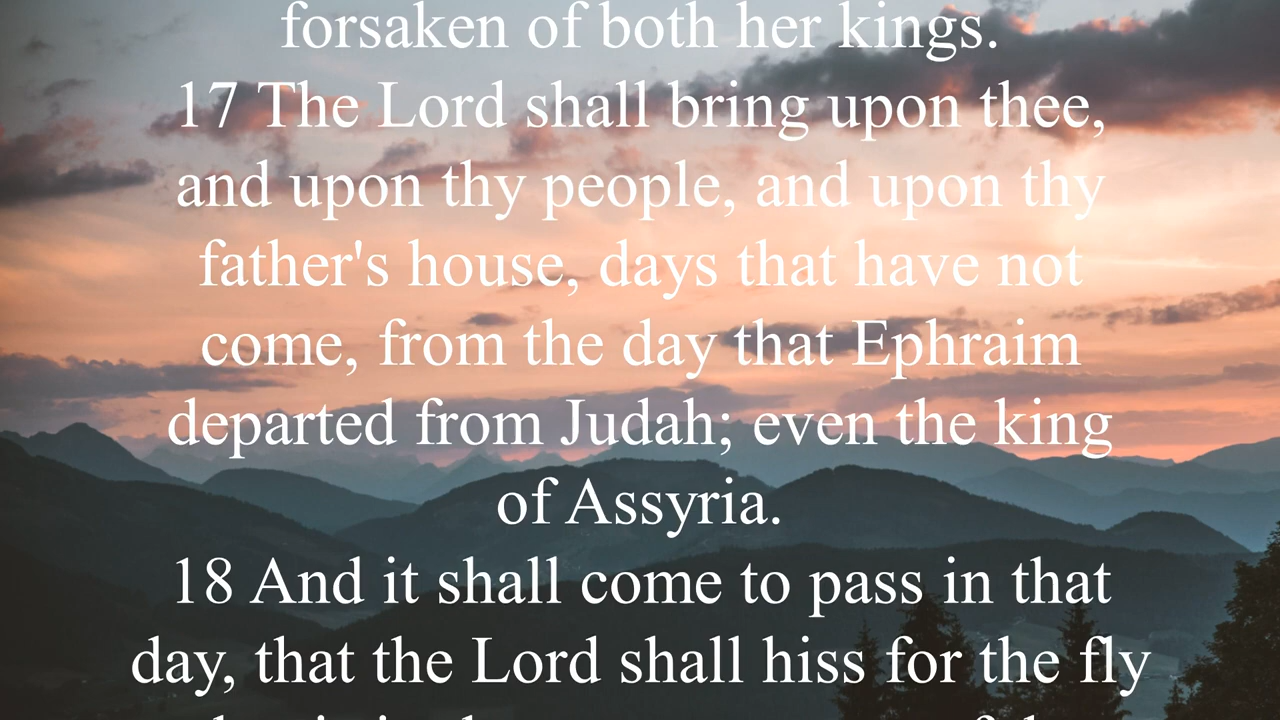 forsaken of both her kings.
17 The Lord shall bring upon thee,
and upon thy people, and upon thy
father's house, days that have not
come, from the day that Ephraim
departed from Judah; even the king
of Assyria.
18 And it shall come to pass in that
day, that the Lord shall hiss for the fly